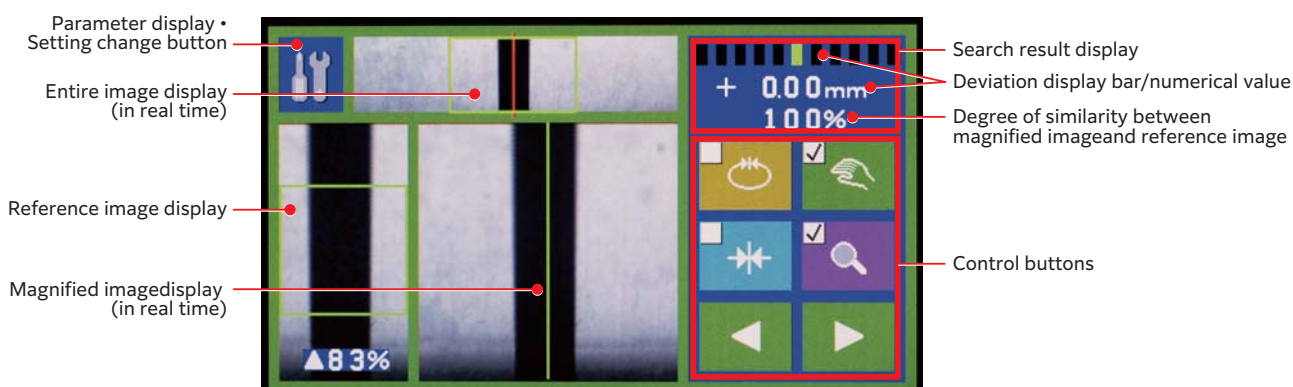 Parameter display •
Setting change button
Entire image display
(in real time)
Reference image display
Magnified imagedisplay
(in real time)
▲83%
+ 0.00mm
100%
Search result display
Deviation display bar/numerical value
Degree of similarity between
magnified imageand reference image
Control buttons